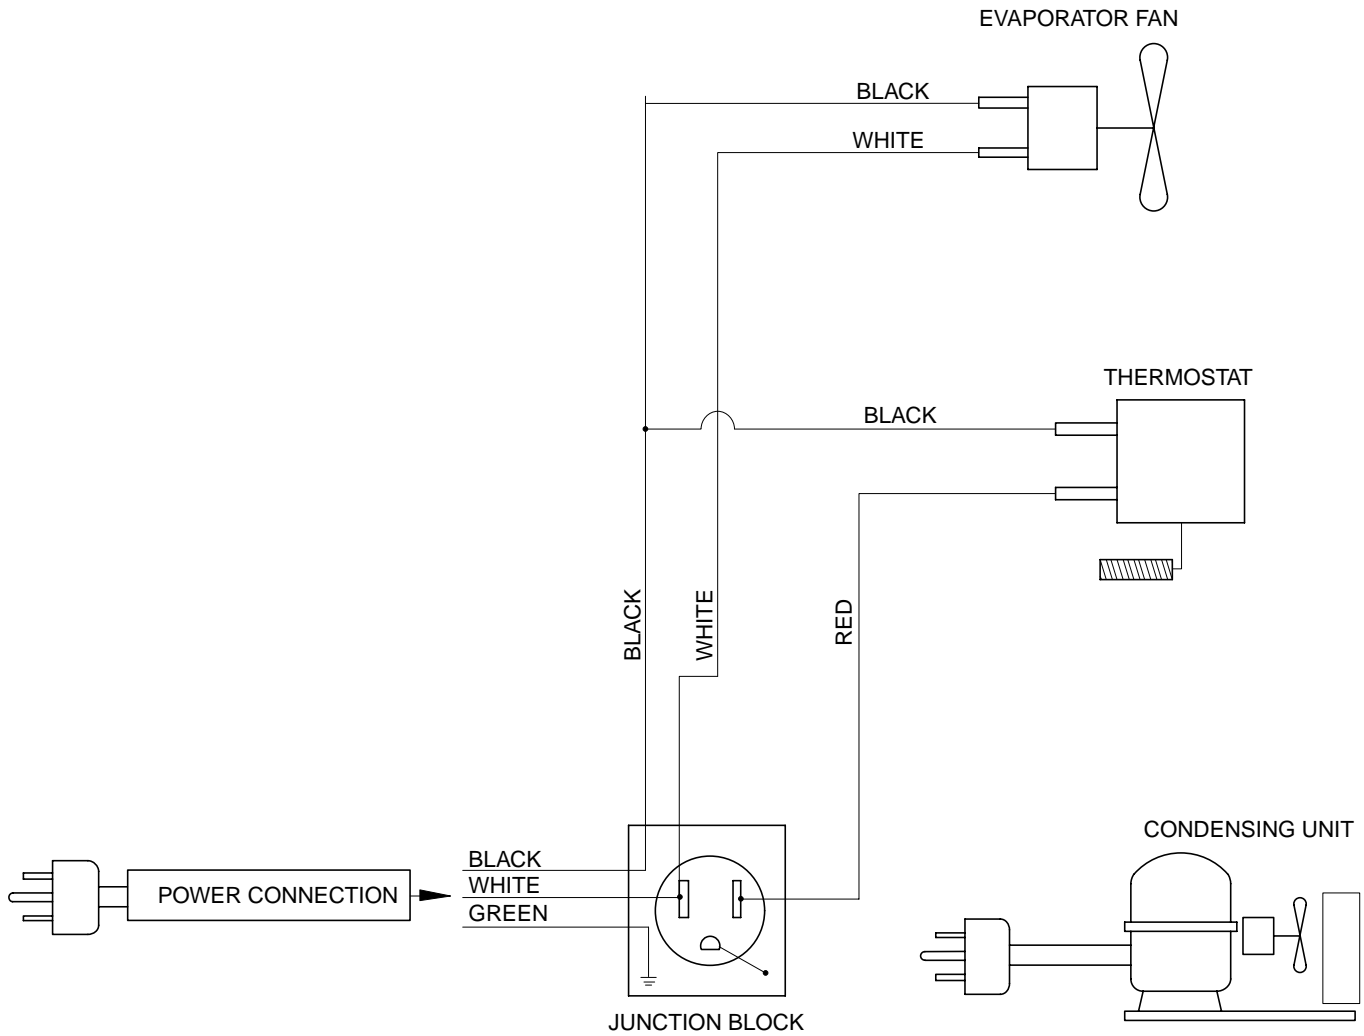 EVAPORATOR FAN
BLACK
WHITE
THERMOSTAT
BLACK
BLACK
WHITE
RED
CONDENSING UNIT
BLACK
POWER CONNECTION
WHITE
GREEN
JUNCTION BLOCK